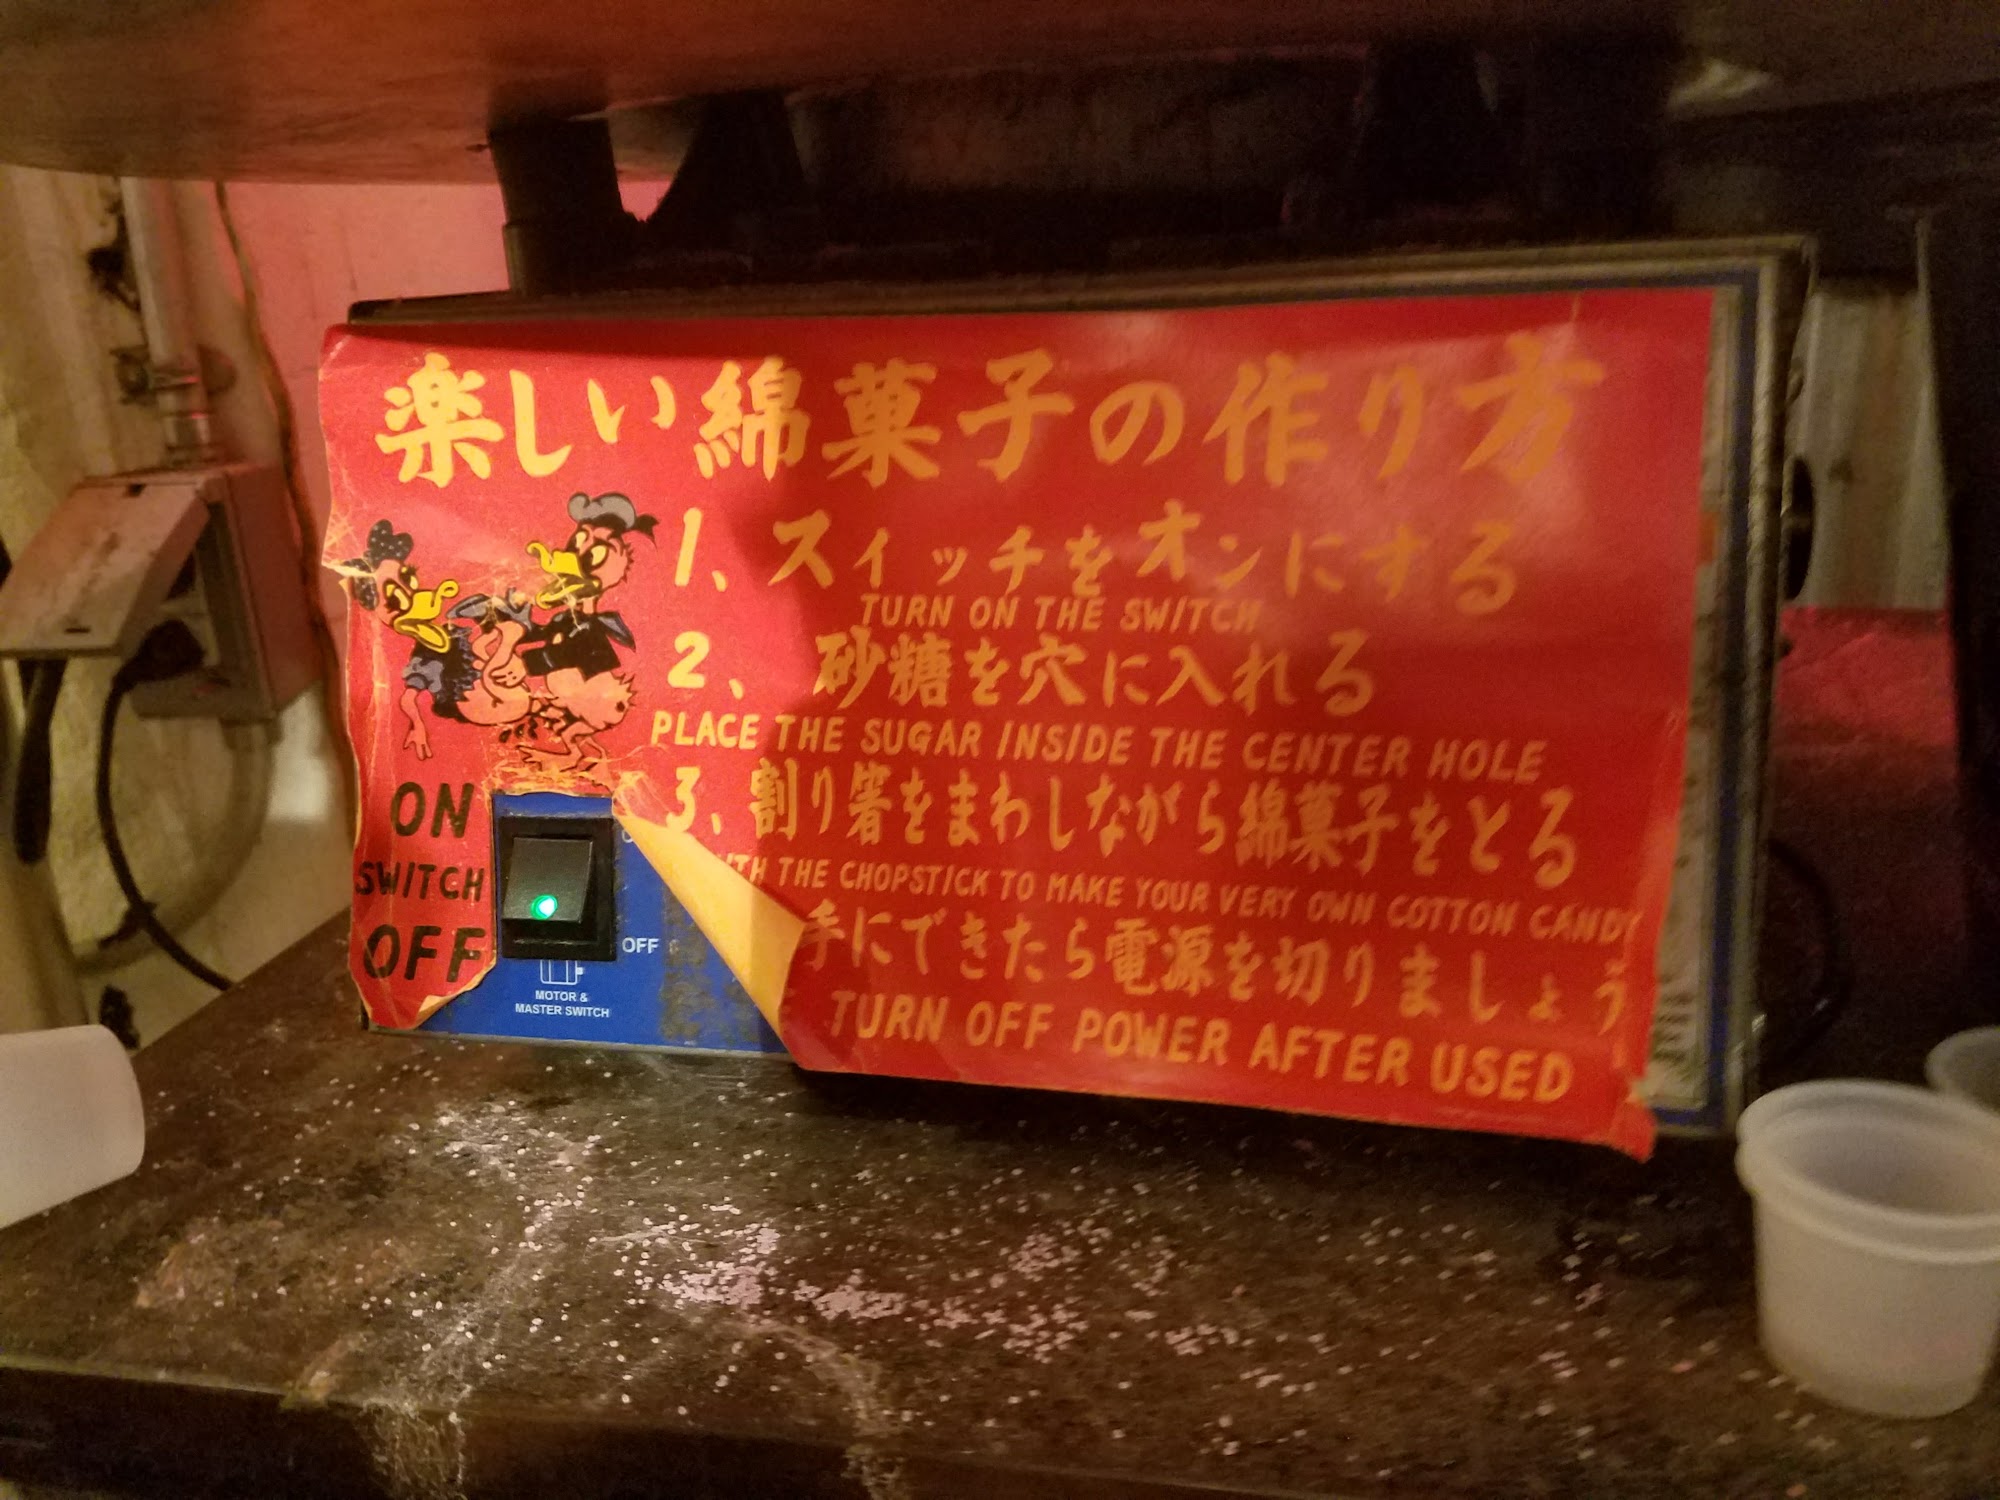 楽しい綿菓子の作り方
1、スイッチをオンにする
TURN ON THE SWITCH
2、砂糖を穴に入れる
PLACE THE SUGAR INSIDE THE CENTER HOLE
3、割り箸をまわしながら綿菓子をとる
THE CHOPSTICK TO MAKE YOUR VERY OWN COTTON CANDY
手にできたら電源を切りましょう
TURN OFF POWER AFTER USED
ON
SWITCH
OFF
OFF
MOTOR &
MASTER SWITCH